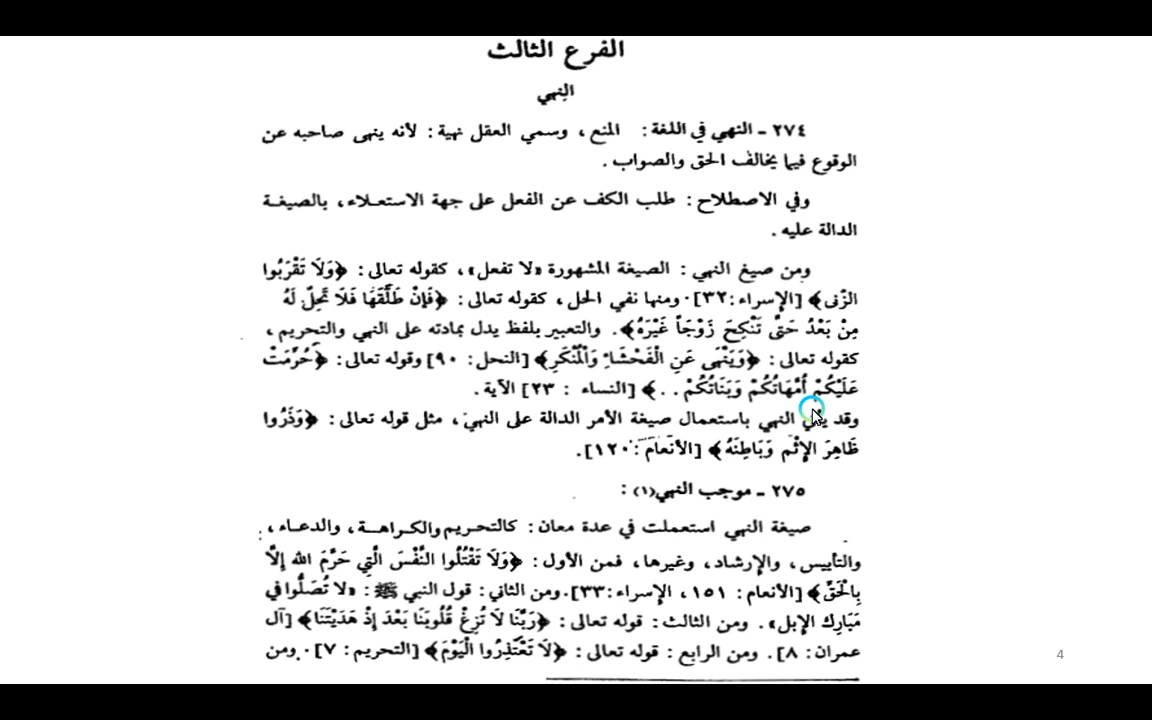 الفرع الثالث
النهي
٢٧٤ ـ النهي في اللغة : المنع ، وسمي العقل نهية : لأنه ينهى صاحبه عن
الوقوع فيما يخالف الحق والصواب .
وفي الاصطلاح : طلب الكف عن الفعل على جهة الاستعلاء ، بالصيغة
الدالة عليه .
ومن صيغ النهي : الصيغة المشهورة «لا تفعل» ، كقوله تعالى : ﴿وَلَا تَقْرَبُوا
الزِّنى﴾ [الإسراء : ٣٢] . ومنها نفي الحل ، كقوله تعالى : ﴿فَإِنْ طَلَّقَهَا فَلَا تَحِلُّ لَهُ
مِنْ بَعْدُ حَتَّى تَنْكِحَ زَوْجَاً غَيْرَهُ﴾ . والتعبير بلفظ يدل بمادته على النهي والتحريم ،
كقوله تعالى : ﴿وَيَنْهَى عَنِ الْفَحْشَاءِ وَالْمُنْكَرِ﴾ [النحل : ٩٠] وقوله تعالى : ﴿حُرِّمَتْ
عَلَيْكُمْ أُمَّهَاتُكُمْ وَبَنَاتُكُمْ . . ﴾ [النساء : ٢٣] الآية .
وقد النهي باستعمال صيغة الأمر الدالة على النهي ، مثل قوله تعالى : ﴿وَذَرُوا
ظَاهِرَ الإِثْمِ وَبَاطِنَهُ﴾ [الأنعام : ١٢٠] .
٢٧٥ ـ موجب النهي(١) :
صيغة النهي استعملت في عدة معان : كالتحريم والكراهة ، والدعاء ،
والتأييس ، والإرشاد ، وغيرها ، فمن الأول : ﴿وَلَا تَقْتُلُوا النَّفْسَ الَّتِي حَرَّمَ الله إِلَّا
بِالْحَقِّ﴾ [الأنعام : ١٥١ ، الإسراء : ٣٣] . ومن الثاني : قول النبي ﷺ : «لا تُصَلُّوا في
مَبَارِك الإبل» . ومن الثالث : قوله تعالى : ﴿رَبَّنَا لَا تُزِغْ قُلُوبَنَا بَعْدَ إِذْ هَدَيْتَنَا﴾ [آل
عمران : ٨] . ومن الرابع : قوله تعالى : ﴿لَا تَعْتَذِرُوا الْيَوْمَ﴾ [التحريم : ٧] . ومن
4